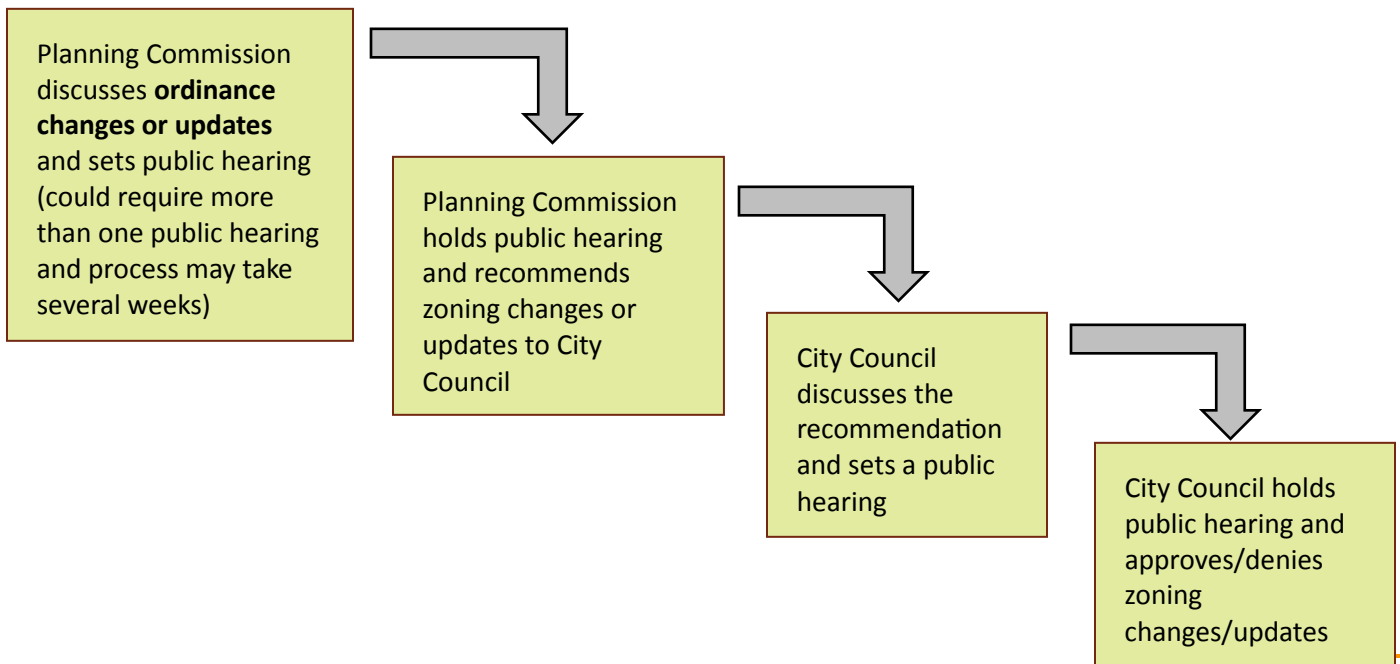 Planning Commission
discusses ordinance
changes or updates
and sets public hearing
(could require more
than one public hearing
and process may take
several weeks)
Planning Commission
holds public hearing
and recommends
zoning changes or
updates to City
Council
City Council
discusses the
recommendation
and sets a public
hearing
City Council holds
public hearing and
approves/denies
zoning
changes/updates